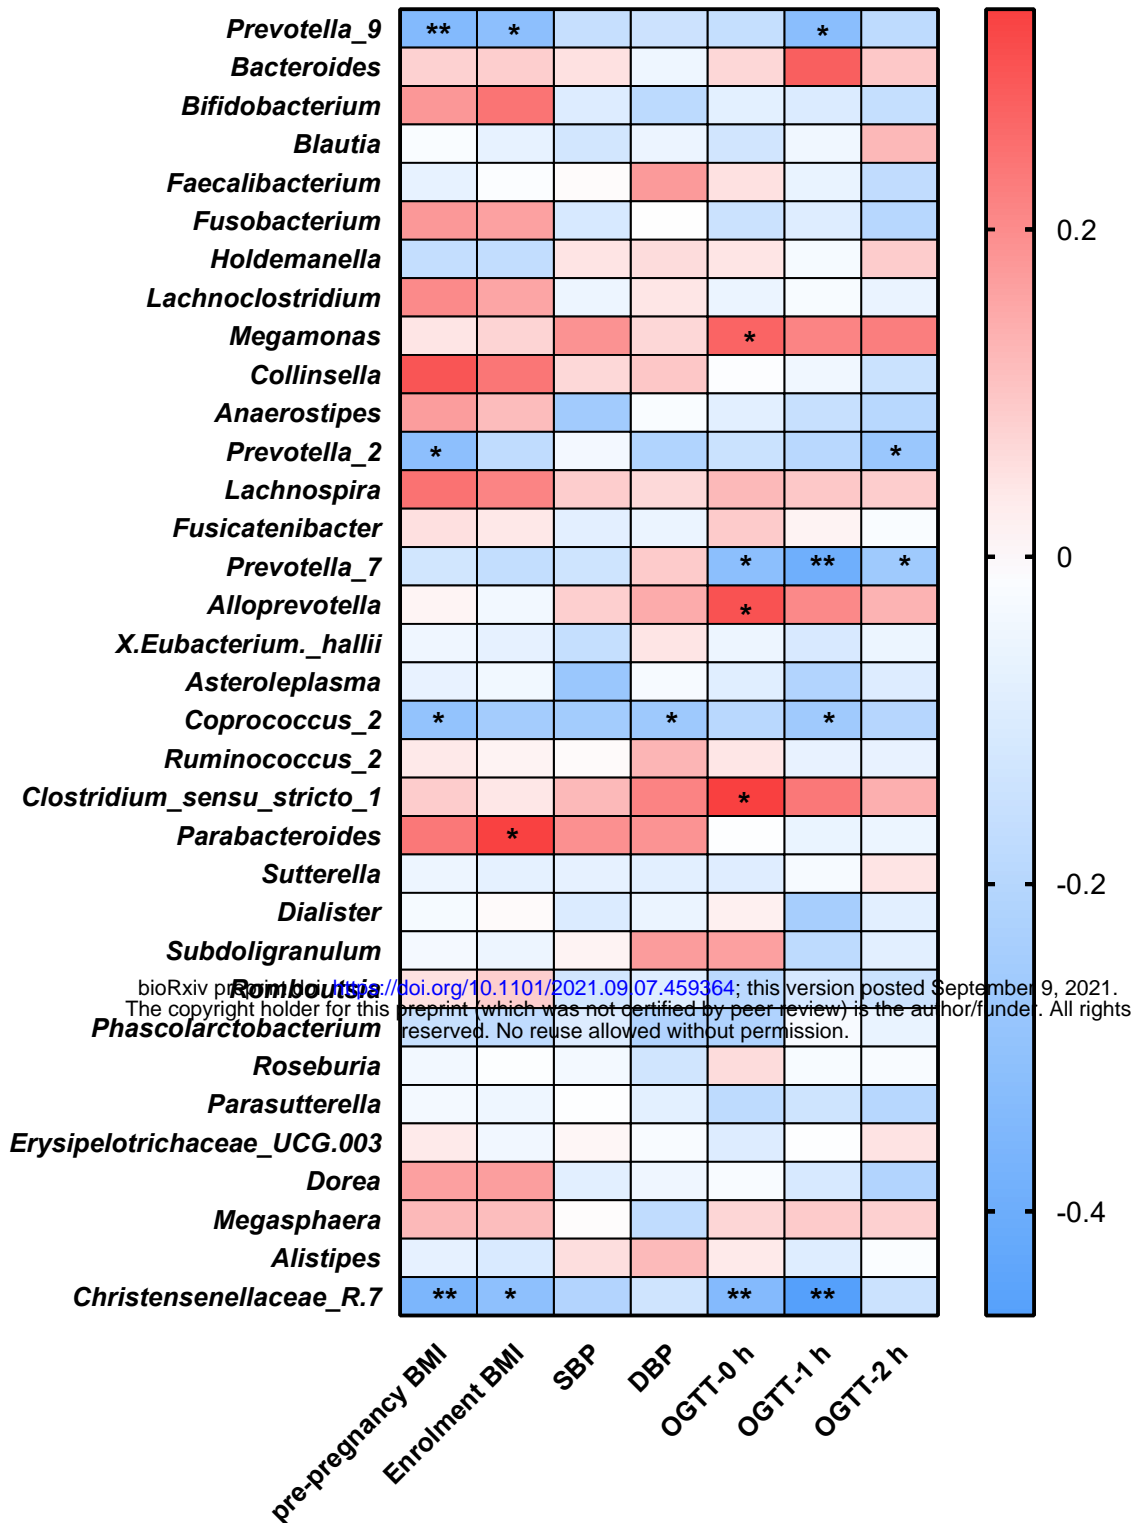 Prevotella_9 ** * *
Bacteroides
Bifidobacterium
Blautia
Faecalibacterium
Fusobacterium
Holdemanella
Lachnoclostridium
Megamonas *
Collinsella
Anaerostipes
Prevotella_2 * *
Lachnospira
Fusicatenibacter
Prevotella_7 * ** *
Alloprevotella *
X.Eubacterium._hallii
Asteroleplasma
Coprococcus_2 * * *
Ruminococcus_2
Clostridium_sensu_stricto_1 *
Parabacteroides *
Sutterella
Dialister
Subdoligranulum
Romboutsia
bioRxiv preprint doi: https://doi.org/10.1101/2021.09.07.459364; this version posted September 9, 2021.
The copyright holder for this preprint (which was not certified by peer review) is the author/funder. All rights
reserved. No reuse allowed without permission.
Phascolarctobacterium
Roseburia
Parasutterella
Erysipelotrichaceae_UCG.003
Dorea
Megasphaera
Alistipes
Christensenellaceae_R.7 ** * ** **
pre-pregnancy BMI
Enrolment BMI
SBP
DBP
OGTT-0 h
OGTT-1 h
OGTT-2 h
0.2
0
-0.2
-0.4